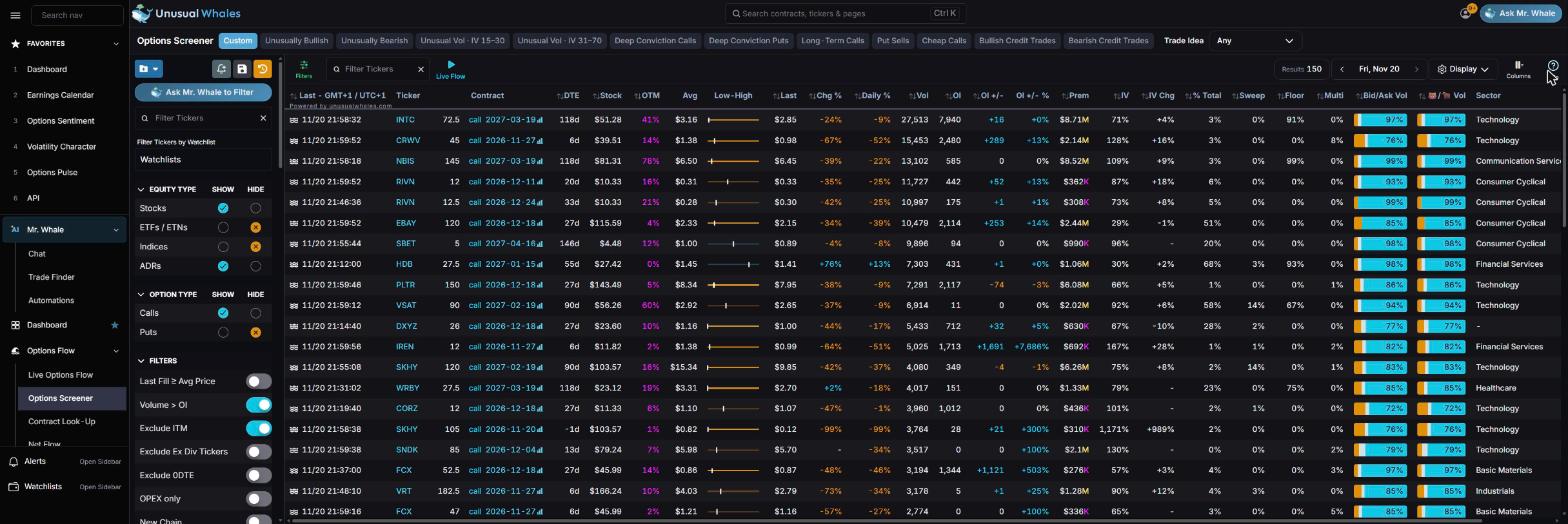 Search nav
Unusual Whales
Search contracts, tickers & pages Ctrl K
9+ Ask Mr. Whale
FAVORITES
1 Dashboard
2 Earnings Calendar
3 Options Sentiment
4 Volatility Character
5 Options Pulse
6 API
AI Mr. Whale
Chat
Trade Finder
Automations
Dashboard
Options Flow
Live Options Flow
Options Screener
Contract Look-Up
Net Flow
Alerts Open Sidebar
Watchlists Open Sidebar
Options Screener Custom Unusually Bullish Unusually Bearish Unusual Vol - IV 15-30 Unusual Vol - IV 31-70 Deep Conviction Calls Deep Conviction Puts Long-Term Calls Put Sells Cheap Calls Bullish Credit Trades Bearish Credit Trades Trade Idea Any
Ask Mr. Whale to Filter
Filter Tickers
Filter Tickers by Watchlist
Watchlists
EQUITY TYPE SHOW HIDE
Stocks
ETFs / ETNs
Indices
ADRs
OPTION TYPE SHOW HIDE
Calls
Puts
FILTERS
Last Fill ≥ Avg Price
Volume > OI
Exclude ITM
Exclude Ex Div Tickers
Exclude 0DTE
OPEX only
New Chain
Filters Filter Tickers Live Flow Results 150 Fri, Nov 20 Display Columns
Last - GMT+1 / UTC+1 Ticker Contract DTE Stock OTM Avg Low-High Last Chg % Daily % Vol OI OI +/- OI +/- % Prem IV IV Chg % Total Sweep Floor Multi Bid/Ask Vol / Vol Sector
Powered by unusualwhales.com
11/20 21:58:32 INTC 72.5 call 2027-03-19 118d $51.28 41% $3.16 $2.85 -24% -9% 27,513 7,940 +16 +0% $8.71M 71% +4% 3% 0% 91% 0% 97% 97% Technology
11/20 21:59:52 CRWV 45 call 2026-11-27 6d $39.51 14% $1.38 $0.98 -67% -52% 15,453 2,480 +289 +13% $2.14M 128% +16% 3% 0% 0% 8% 76% 76% Technology
11/20 21:58:18 NBIS 145 call 2027-03-19 118d $81.31 78% $6.50 $6.45 -39% -22% 13,102 585 0 0% $8.52M 109% +9% 3% 0% 99% 0% 99% 99% Communication Servic
11/20 21:59:52 RIVN 12 call 2026-12-11 20d $10.33 16% $0.31 $0.33 -35% -25% 11,727 442 +52 +13% $362K 87% +18% 6% 0% 0% 0% 93% 93% Consumer Cyclical
11/20 21:46:36 RIVN 12.5 call 2026-12-24 33d $10.33 21% $0.28 $0.30 -42% -25% 10,997 175 +1 +1% $308K 73% +8% 5% 0% 0% 0% 99% 99% Consumer Cyclical
11/20 21:59:52 EBAY 120 call 2026-12-18 27d $115.59 4% $2.33 $2.15 -34% -39% 10,479 2,114 +253 +14% $2.44M 29% -1% 51% 0% 0% 0% 85% 85% Consumer Cyclical
11/20 21:55:44 SBET 5 call 2027-04-16 146d $4.48 12% $1.00 $0.89 -4% -8% 9,896 94 0 0% $990K 96% - 20% 0% 0% 0% 98% 98% Consumer Cyclical
11/20 21:12:00 HDB 27.5 call 2027-01-15 55d $27.42 0% $1.45 $1.41 +76% +13% 7,303 431 +1 +0% $1.06M 30% +2% 68% 3% 93% 0% 98% 98% Financial Services
11/20 21:59:46 PLTR 150 call 2026-12-18 27d $143.49 5% $8.34 $7.95 -38% -9% 7,291 2,117 -74 -3% $6.08M 66% +5% 1% 0% 0% 1% 86% 86% Technology
11/20 21:59:12 VSAT 90 call 2027-02-19 90d $56.26 60% $2.92 $2.65 -37% -9% 6,914 11 0 0% $2.02M 92% +6% 58% 14% 67% 0% 94% 94% Technology
11/20 21:14:40 DXYZ 26 call 2026-12-18 27d $23.60 10% $1.16 $1.00 -44% -17% 5,433 712 +32 +5% $630K 67% -10% 28% 2% 0% 0% 77% 77% -
11/20 21:59:56 IREN 12 call 2026-11-27 6d $11.82 2% $1.38 $0.99 -64% -51% 5,025 1,713 +1,691 +7,686% $692K 167% +28% 1% 1% 0% 2% 82% 82% Financial Services
11/20 21:55:08 SKHY 120 call 2027-02-19 90d $103.57 16% $15.34 $9.85 -42% -37% 4,080 349 -4 -1% $6.26M 75% +8% 2% 14% 0% 1% 83% 83% Technology
11/20 21:31:02 WRBY 27.5 call 2027-03-19 118d $23.12 19% $3.31 $2.70 +2% -18% 4,017 151 0 0% $1.33M 79% - 23% 0% 75% 0% 85% 85% Healthcare
11/20 21:19:40 CORZ 12 call 2026-12-18 27d $11.33 6% $1.10 $1.07 -47% -1% 3,960 1,012 0 0% $436K 101% - 2% 1% 0% 0% 72% 72% Technology
11/20 21:58:38 SKHY 105 call 2026-11-20 -1d $103.57 1% $0.82 $0.12 -99% -99% 3,764 28 +21 +300% $310K 1,171% +989% 2% 0% 0% 0% 76% 76% Technology
11/20 21:59:38 SNDK 85 call 2026-12-04 13d $79.24 7% $5.98 $5.70 - -34% 3,517 0 0 +100% $2.1M 130% - 0% 0% 0% 2% 79% 79% Technology
11/20 21:37:00 FCX 52.5 call 2026-12-18 27d $45.99 14% $0.86 $0.87 -48% -46% 3,194 1,344 +1,121 +503% $276K 57% +3% 4% 0% 0% 3% 97% 97% Basic Materials
11/20 21:48:10 VRT 182.5 call 2026-11-27 6d $166.24 10% $4.03 $2.79 -73% -34% 3,178 5 +1 +25% $1.28M 90% +12% 4% 3% 0% 0% 85% 85% Industrials
11/20 21:59:16 FCX 47 call 2026-11-27 6d $45.99 2% $1.21 $1.16 -57% -27% 2,774 0 0 +100% $336K 65% - 3% 0% 0% 0% 85% 85% Basic Materials